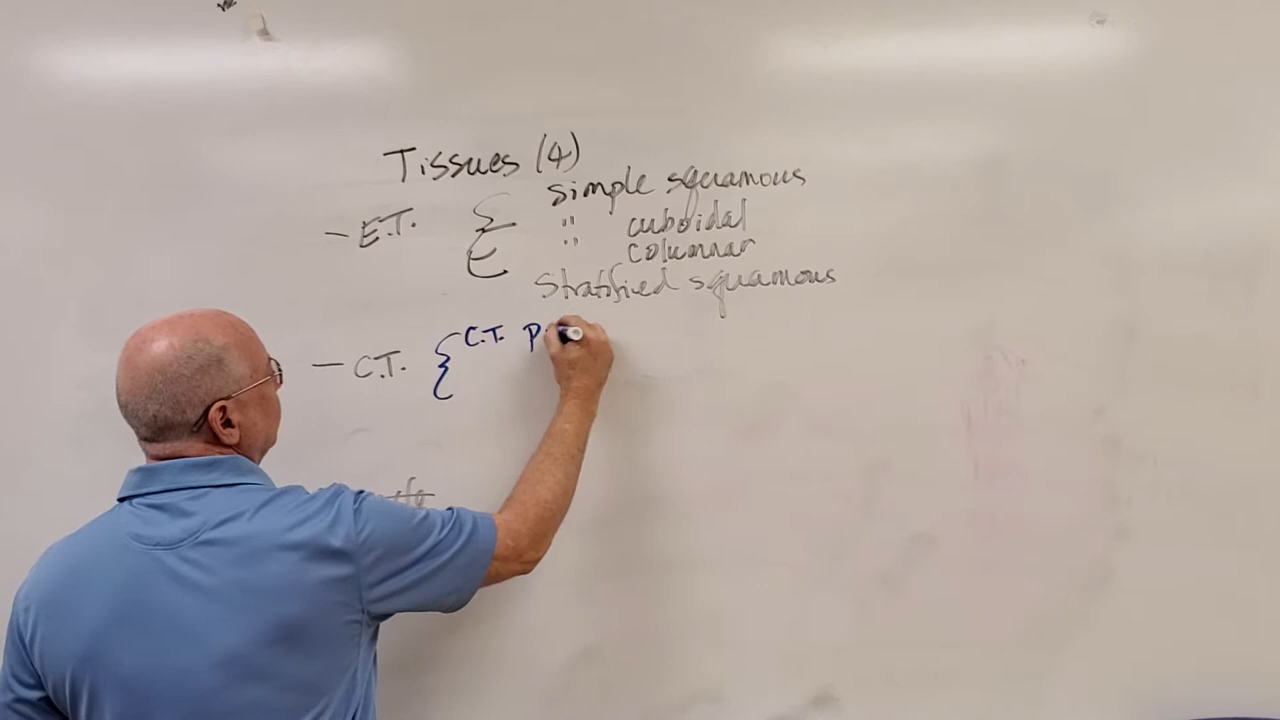 Tissues (4)
- E.T. { simple squamous
" cuboidal
" columnar
Stratified squamous
- C.T. { C.T. p